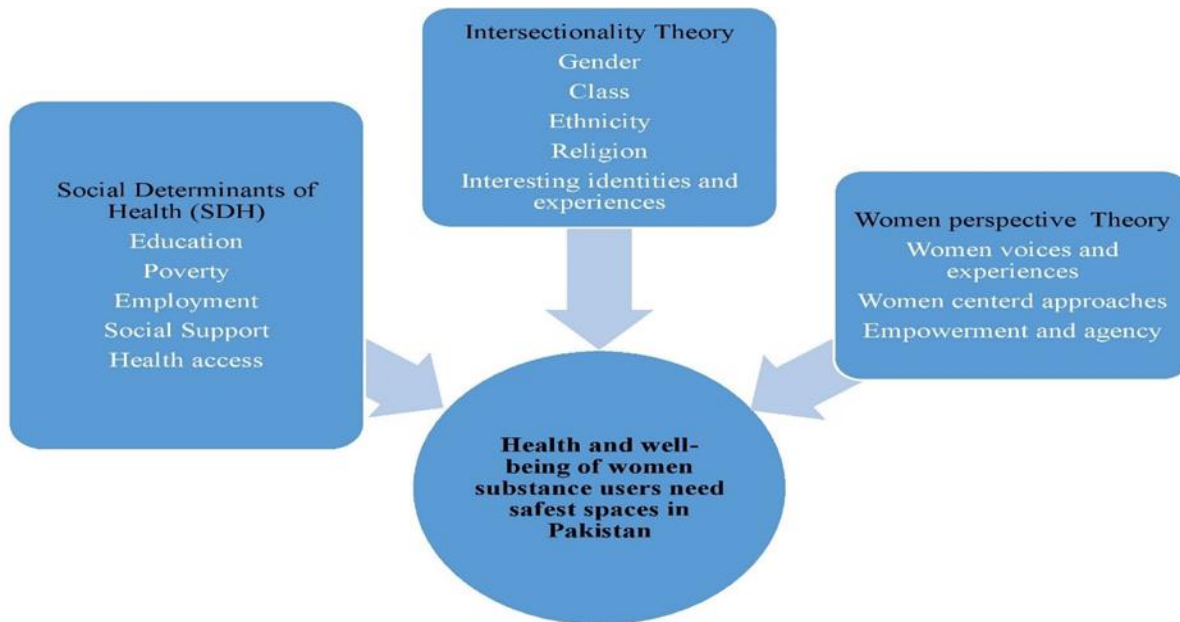 Social Determinants of
Health (SDH)
Education
Poverty
Employment
Social Support
Health access
Intersectionality Theory
Gender
Class
Ethnicity
Religion
Interesting identities and
experiences
Women perspective Theory
Women voices and
experiences
Women centerd approaches
Empowerment and agency
Health and well-
being of women
substance users need
safest spaces in
Pakistan